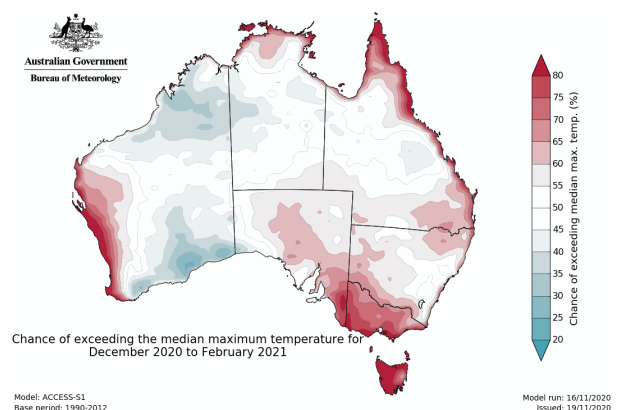 Australian Government
Bureau of Meteorology
80
75
70
65
60
55
50
45
40
35
30
25
20
Chance of exceeding median max. temp. (%)
Chance of exceeding the median maximum temperature for
December 2020 to February 2021
Model: ACCESS-S1
Base period: 1990-2012
Model run: 16/11/2020
Issued: 19/11/2020